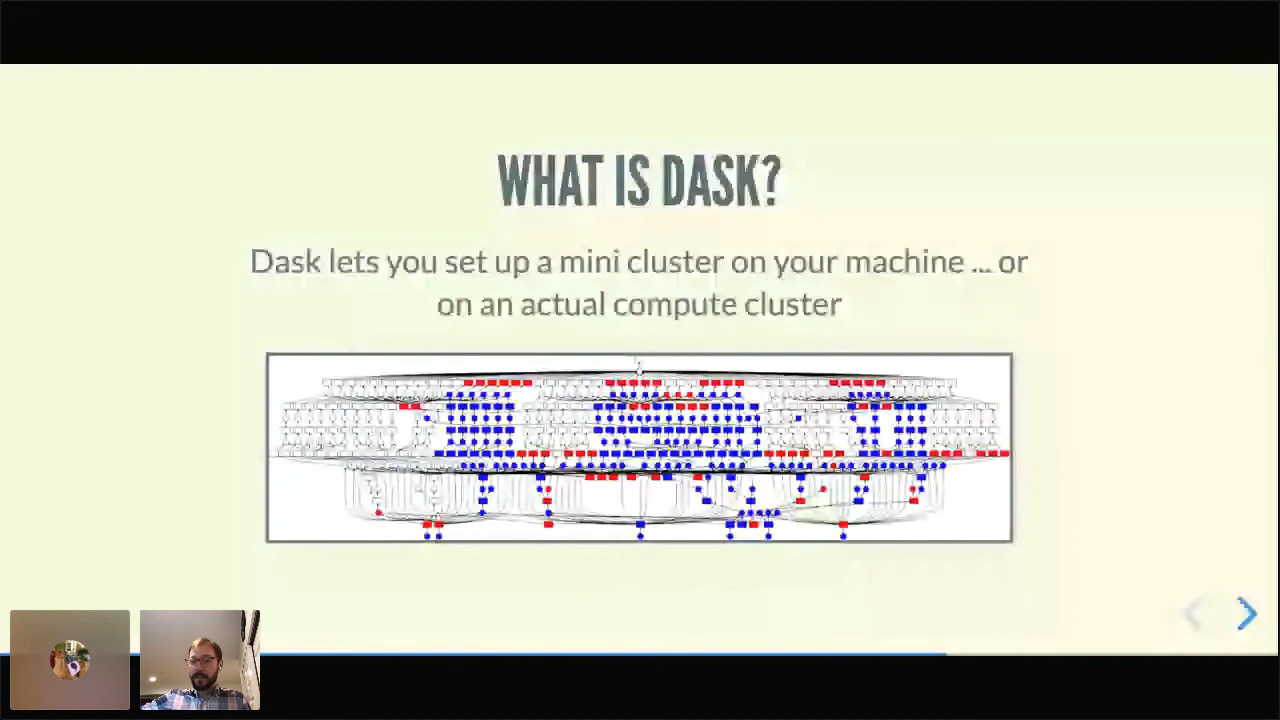 WHAT IS DASK?
Dask lets you set up a mini cluster on your machine ... or
on an actual compute cluster